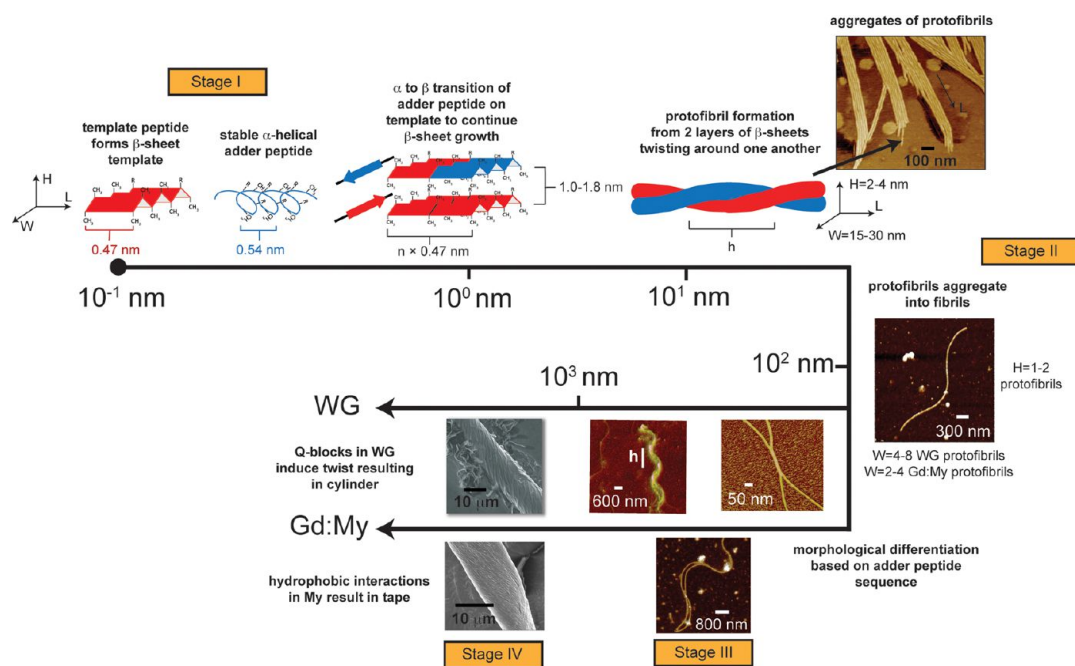 aggregates of protofibrils
L
100 nm
Stage I
template peptide
forms β-sheet
template
stable α-helical
adder peptide
α to β transition of
adder peptide on
template to continue
β-sheet growth
protofibril formation
from 2 layers of β-sheets
twisting around one another
H
L
W
R
R
CH₃
CH₃
CH₃
CH₃
CH₃
0.47 nm
0.54 nm
1.0-1.8 nm
n × 0.47 nm
h
H=2-4 nm
L
W=15-30 nm
Stage II
10⁻¹ nm
10⁰ nm
10¹ nm
10² nm
10³ nm
protofibrils aggregate
into fibrils
H=1-2
protofibrils
300 nm
W=4-8 WG protofibrils
W=2-4 Gd:My protofibrils
WG
Q-blocks in WG
induce twist resulting
in cylinder
10 μm
h
600 nm
50 nm
Gd:My
hydrophobic interactions
in My result in tape
10 μm
800 nm
morphological differentiation
based on adder peptide
sequence
Stage IV
Stage III